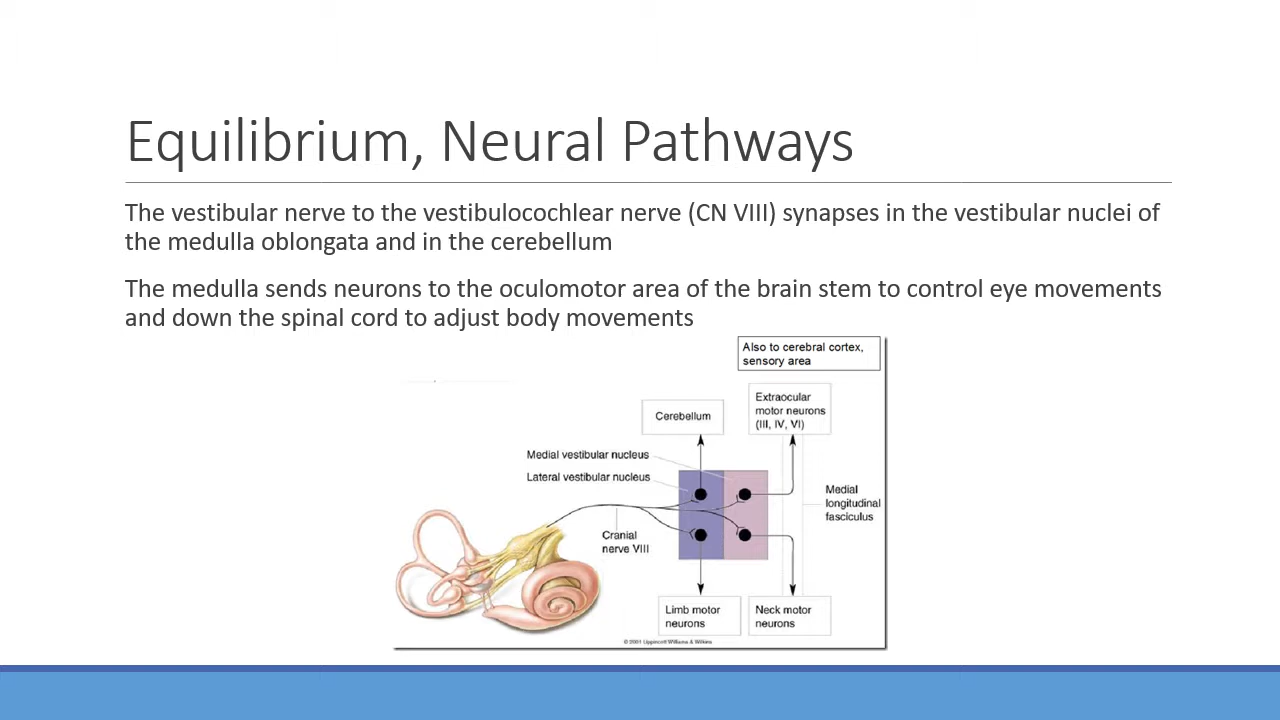 Equilibrium, Neural Pathways
The vestibular nerve to the vestibulocochlear nerve (CN VIII) synapses in the vestibular nuclei of
the medulla oblongata and in the cerebellum
The medulla sends neurons to the oculomotor area of the brain stem to control eye movements
and down the spinal cord to adjust body movements
Also to cerebral cortex,
sensory area
Extraocular
motor neurons
(III, IV, VI)
Cerebellum
Medial vestibular nucleus
Lateral vestibular nucleus
Medial
longitudinal
fasciculus
Cranial
nerve VIII
Limb motor
neurons
Neck motor
neurons
© 2001 Lippincott Williams & Wilkins